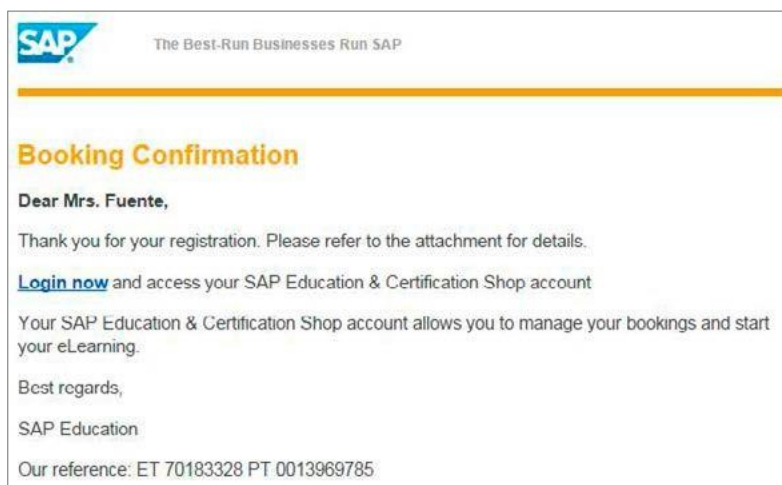 SAP
The Best-Run Businesses Run SAP
Booking Confirmation
Dear Mrs. Fuente,
Thank you for your registration. Please refer to the attachment for details.
Login now and access your SAP Education & Certification Shop account
Your SAP Education & Certification Shop account allows you to manage your bookings and start
your eLearning.
Best regards,
SAP Education
Our reference: ET 70183328 PT 0013969785